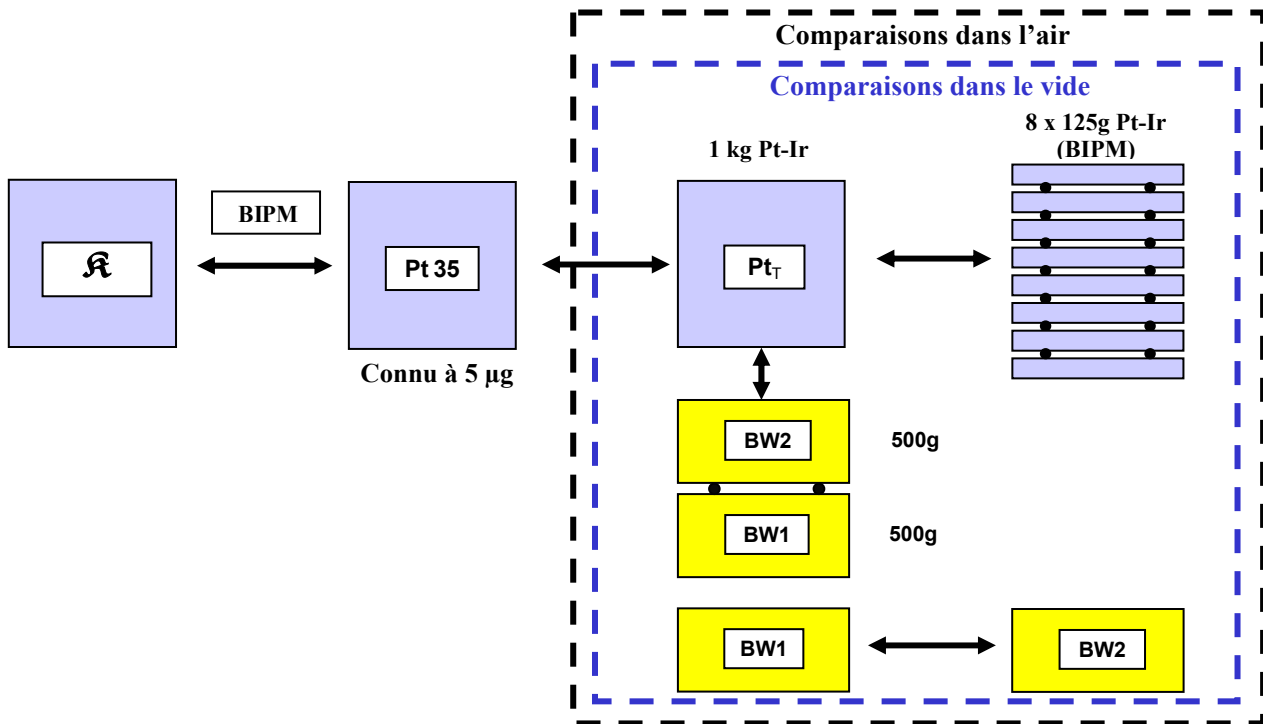 Comparaisons dans l’air
Comparaisons dans le vide
8 x 125g Pt-Ir
(BIPM)
1 kg Pt-Ir
BIPM
𝕶
Pt 35
PtT
Connu à 5 µg
BW2
500g
BW1
500g
BW1
BW2